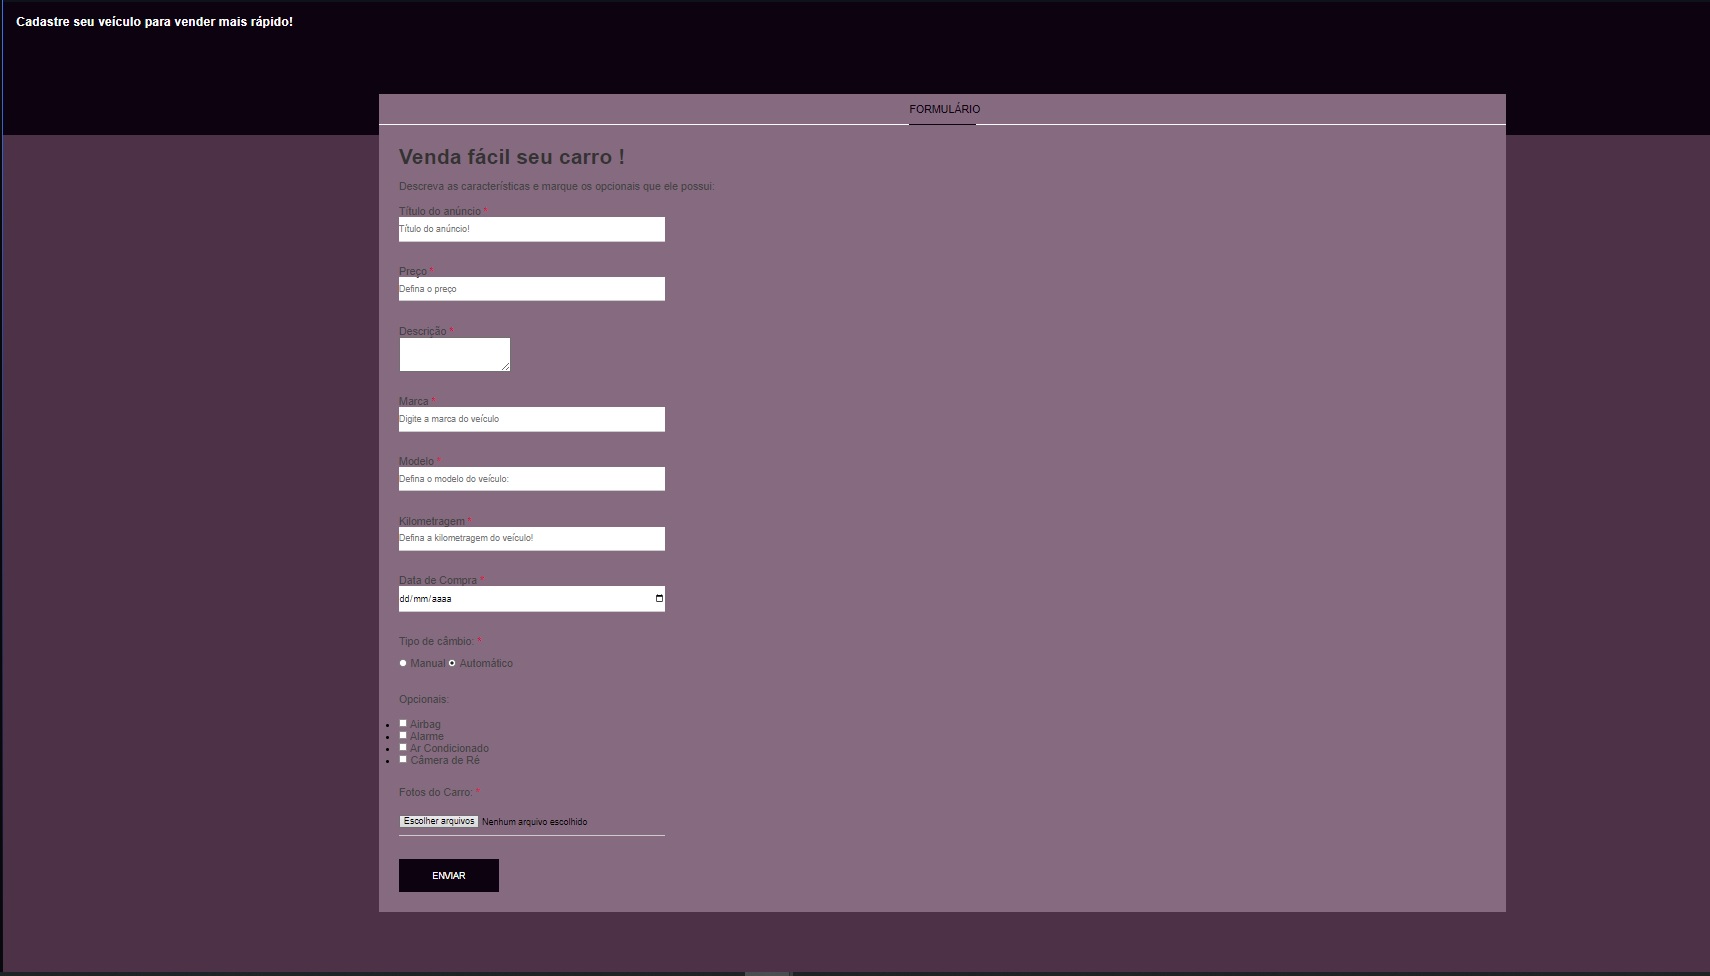 Cadastre seu veículo para vender mais rápido!
FORMULÁRIO
Venda fácil seu carro !
Descreva as características e marque os opcionais que ele possui:
Título do anúncio *
Título do anúncio!
Preço *
Defina o preço
Descrição *
Marca *
Digite a marca do veículo
Modelo *
Defina o modelo do veículo:
Kilometragem *
Defina a kilometragem do veículo!
Data de Compra *
dd/mm/aaaa
Tipo de câmbio: *
Manual Automático
Opcionais:
Airbag
Alarme
Ar Condicionado
Câmera de Ré
Fotos do Carro: *
Escolher arquivos Nenhum arquivo escolhido
ENVIAR